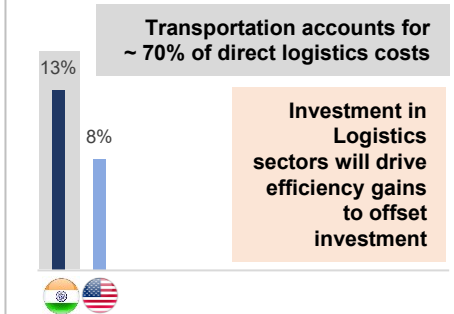 Transportation accounts for
~ 70% of direct logistics costs
13%
8%
Investment in
Logistics
sectors will drive
efficiency gains
to offset
investment